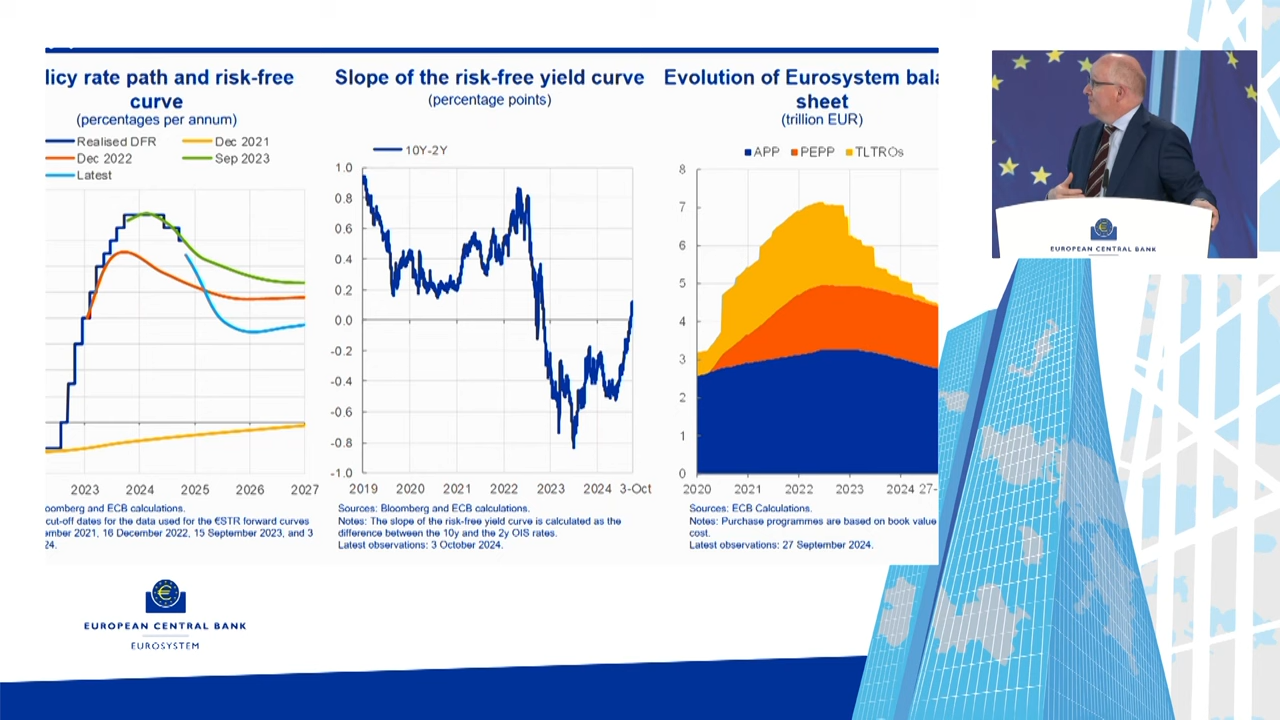 licy rate path and risk-free
curve
(percentages per annum)
Realised DFR
Dec 2021
Dec 2022
Sep 2023
Latest
2023 2024 2025 2026 2027
oomberg and ECB calculations.
cut-off dates for the data used for the €STR forward curves
ember 2021, 16 December 2022, 15 September 2023, and 3
24.
Slope of the risk-free yield curve
(percentage points)
10Y-2Y
1.0
0.8
0.6
0.4
0.2
0.0
-0.2
-0.4
-0.6
-0.8
-1.0
2019 2020 2021 2022 2023 2024 3-Oct
Sources: Bloomberg and ECB calculations.
Notes: The slope of the risk-free yield curve is calculated as the
difference between the 10y and the 2y OIS rates.
Latest observations: 3 October 2024.
Evolution of Eurosystem bala
sheet
(trillion EUR)
APP PEPP TLTROs
8
7
6
5
4
3
2
1
0
2020 2021 2022 2023 2024 27-
Sources: ECB Calculations.
Notes: Purchase programmes are based on book value
cost.
Latest observations: 27 September 2024.
EUROPEAN CENTRAL BANK
EUROPEAN CENTRAL BANK
EUROSYSTEM